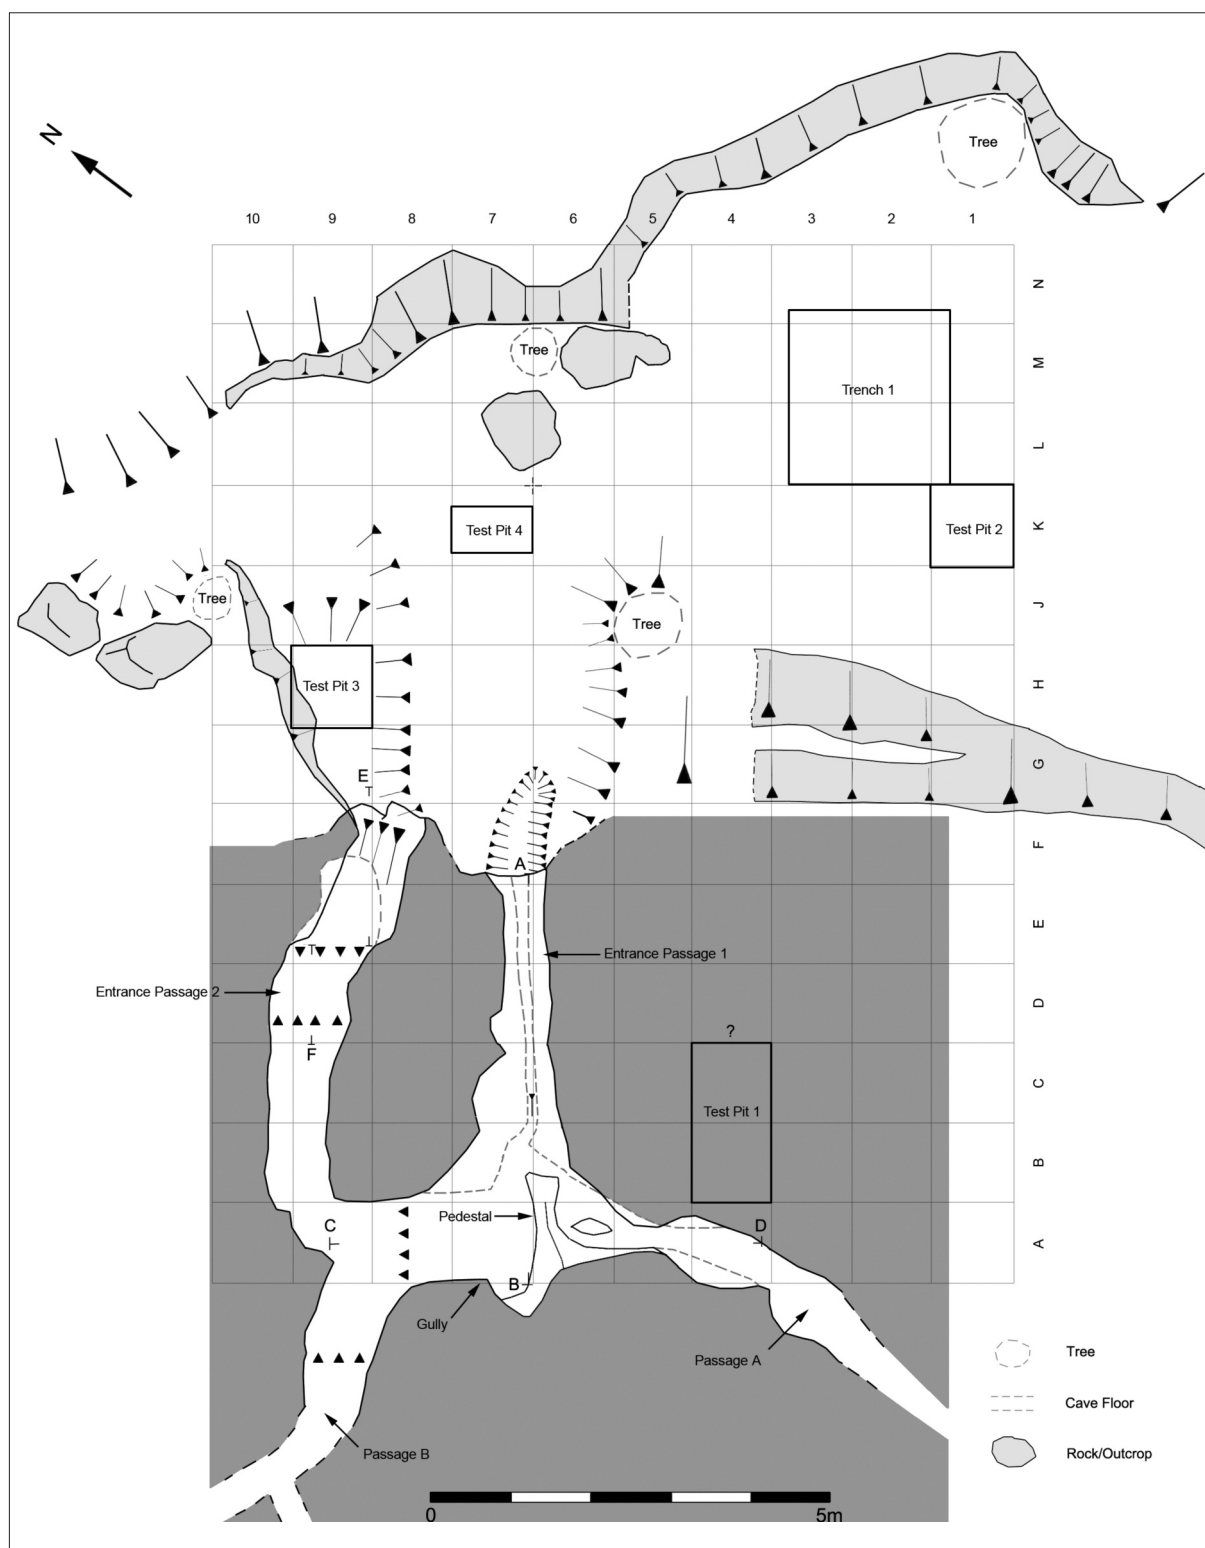 N
Tree
10 9 8 7 6 5 4 3 2 1
N
Tree
M
Trench 1
L
Test Pit 4
Test Pit 2
K
Tree
Tree
J
Test Pit 3
H
E
G
A
F
Entrance Passage 1
E
Entrance Passage 2
D
?
F
Test Pit 1
C
B
Pedestal
C
D
A
B
Gully
Passage A
Tree
Cave Floor
Passage B
Rock/Outcrop
0 5m